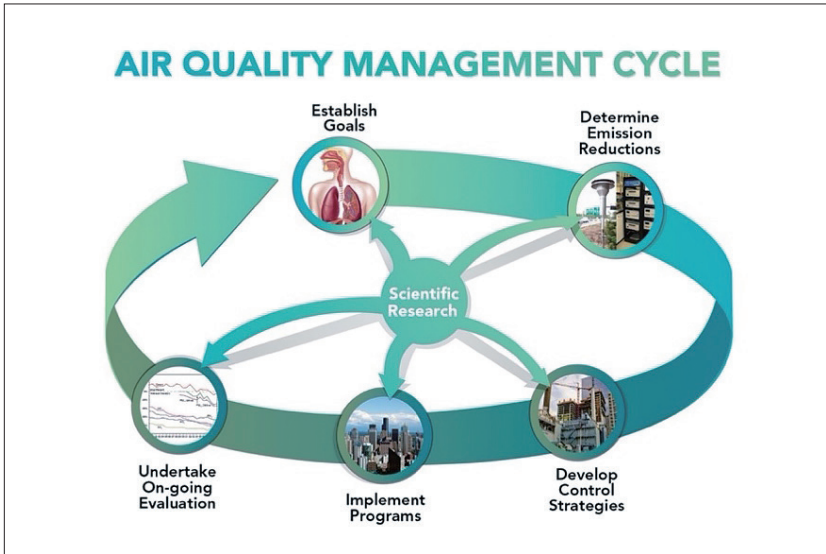 AIR QUALITY MANAGEMENT CYCLE
Establish
Goals
Determine
Emission
Reductions
Scientific
Research
Undertake
On-going
Evaluation
Implement
Programs
Develop
Control
Strategies